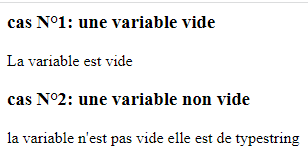 cas N°1: une variable vide
La variable est vide
cas N°2: une variable non vide
la variable n'est pas vide elle est de typestring